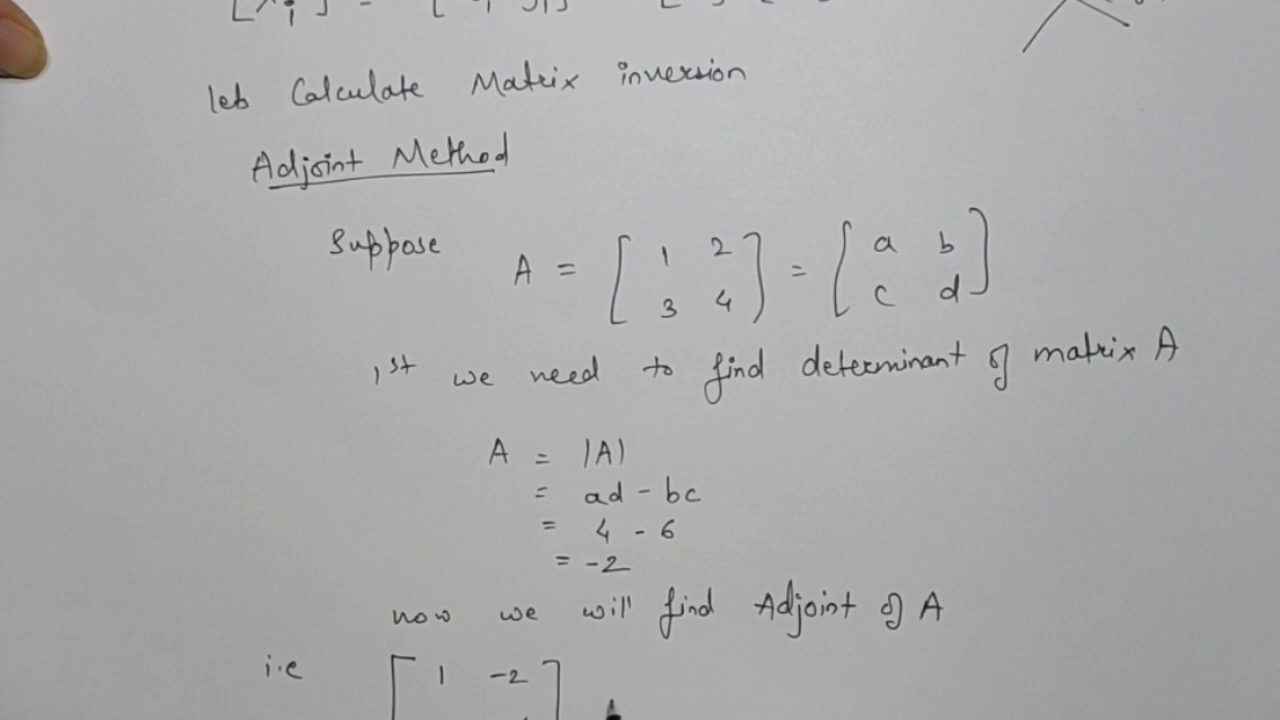 leb Calculate Matrix inversion
Adjoint Method
Suppose A = [ 1 2 ] = [ a b ]
3 4 c d
1st we need to find determinant of matrix A
A = |A|
= ad - bc
= 4 - 6
= -2
now we will find Adjoint of A
i.e [ 1 -2 ]